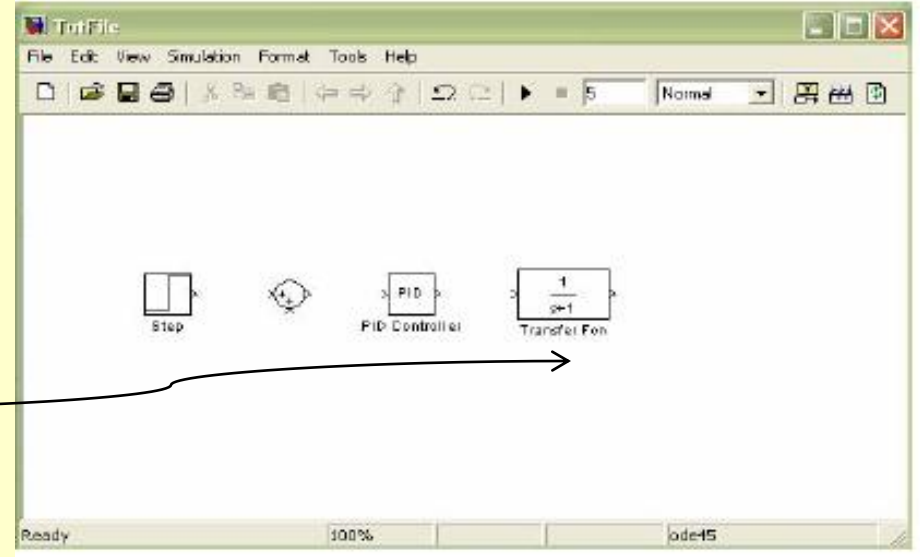 TutFile
File Edit View Simulation Format Tools Help
5 Normal
PID
1
s+1
Step
PID Controller
Transfer Fcn
Ready 100% ode45